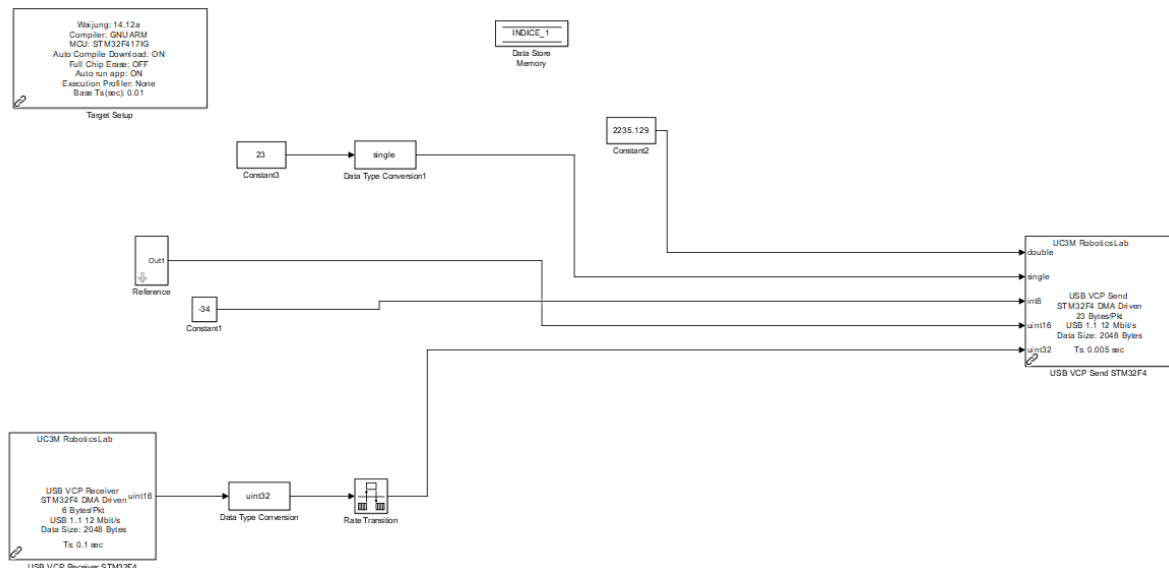 Waijung: 14.12a
Compiler: GNUARM
MCU: STM32F417IG
Auto Compile Download: ON
Full Chip Erase: OFF
Auto run app: ON
Execution Profiler: None
Base Ts(sec): 0.01
Target Setup
INDICE_1
Data Store
Memory
2235.129
Constant2
23
Constant3
single
Data Type Conversion1
Out1
Reference
-34
Constant1
UC3M RoboticsLab
double
single
int8
uint16
uint32
USB VCP Send
STM32F4 DMA Driven
23 Bytes/Pkt
USB 1.1 12 Mbit/s
Data Size: 2048 Bytes
Ts: 0.005 sec
USB VCP Send STM32F4
UC3M RoboticsLab
USB VCP Receiver
STM32F4 DMA Driven
6 Bytes/Pkt
USB 1.1 12 Mbit/s
Data Size: 2048 Bytes
Ts: 0.1 sec
uint16
USB VCP Receiver STM32F4
uint32
Data Type Conversion
Rate Transition